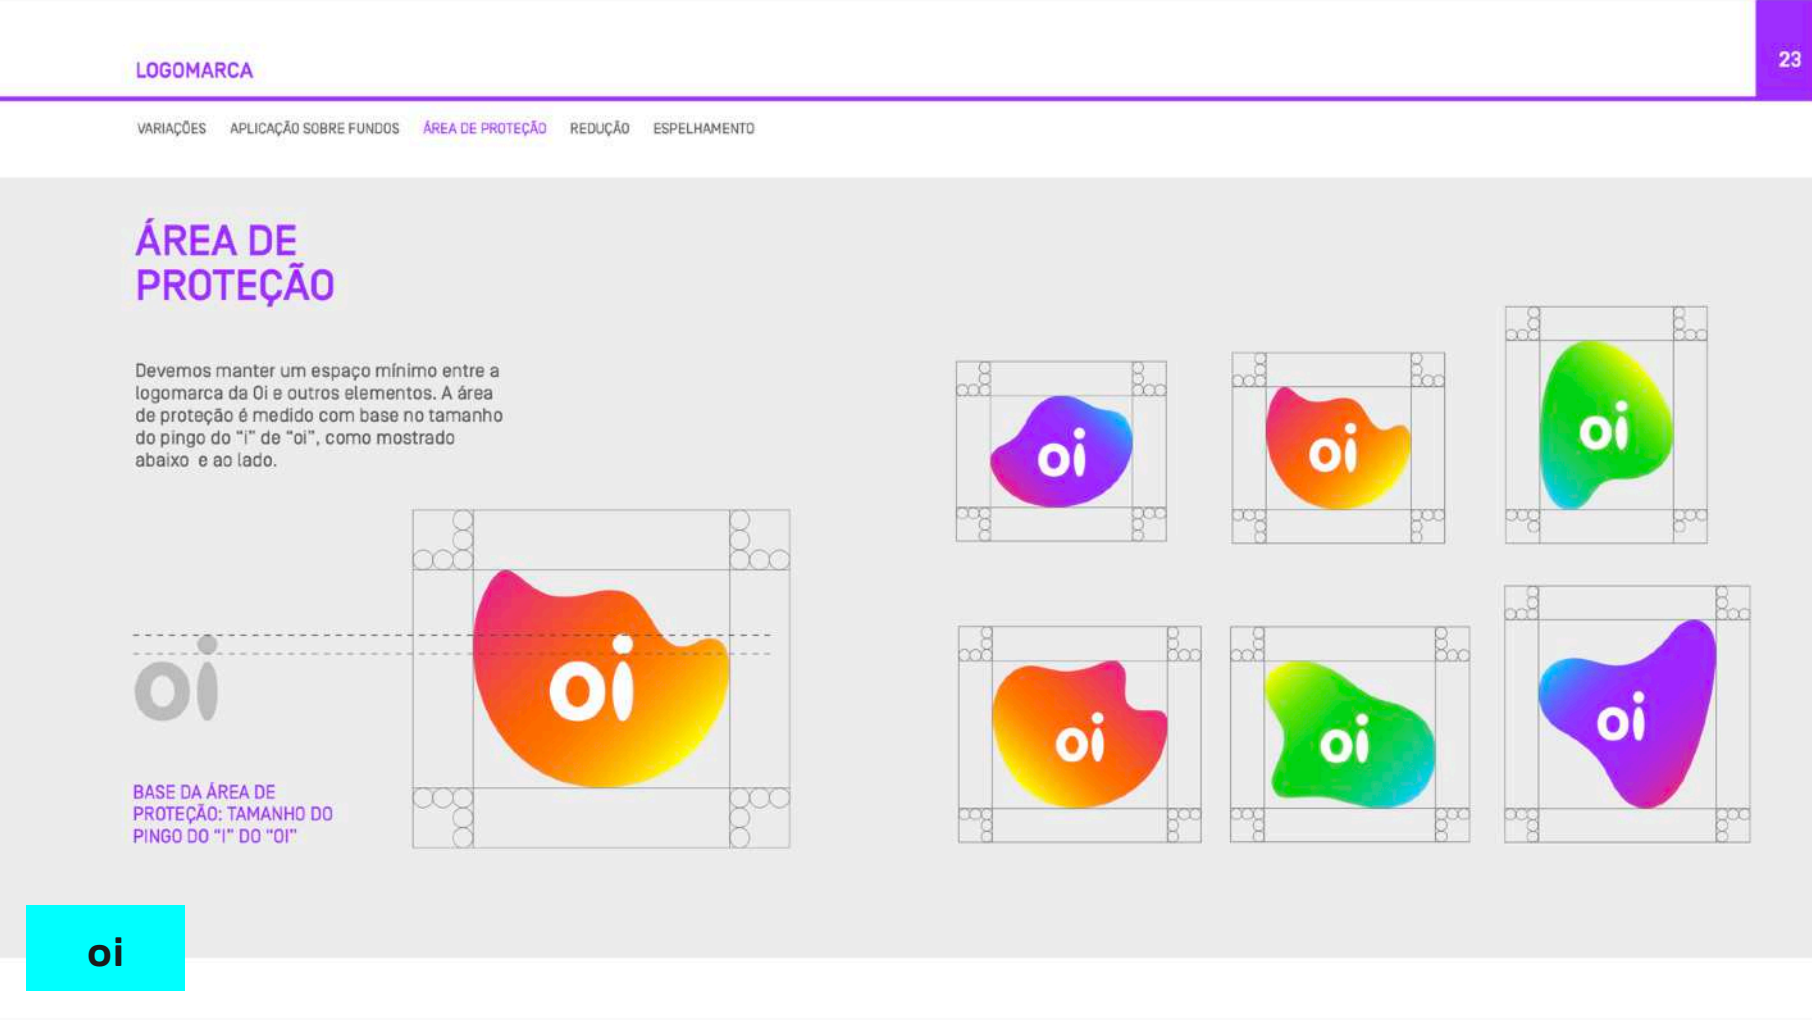 LOGOMARCA
23
VARIAÇÕES APLICAÇÃO SOBRE FUNDOS ÁREA DE PROTEÇÃO REDUÇÃO ESPELHAMENTO
ÁREA DE
PROTEÇÃO
Devemos manter um espaço mínimo entre a
logomarca da Oi e outros elementos. A área
de proteção é medido com base no tamanho
do pingo do “i” de “oi”, como mostrado
abaixo e ao lado.
oi
oi
oi
oi
oi
oi
oi
oi
BASE DA ÁREA DE
PROTEÇÃO: TAMANHO DO
PINGO DO “I” DO “OI”
oi